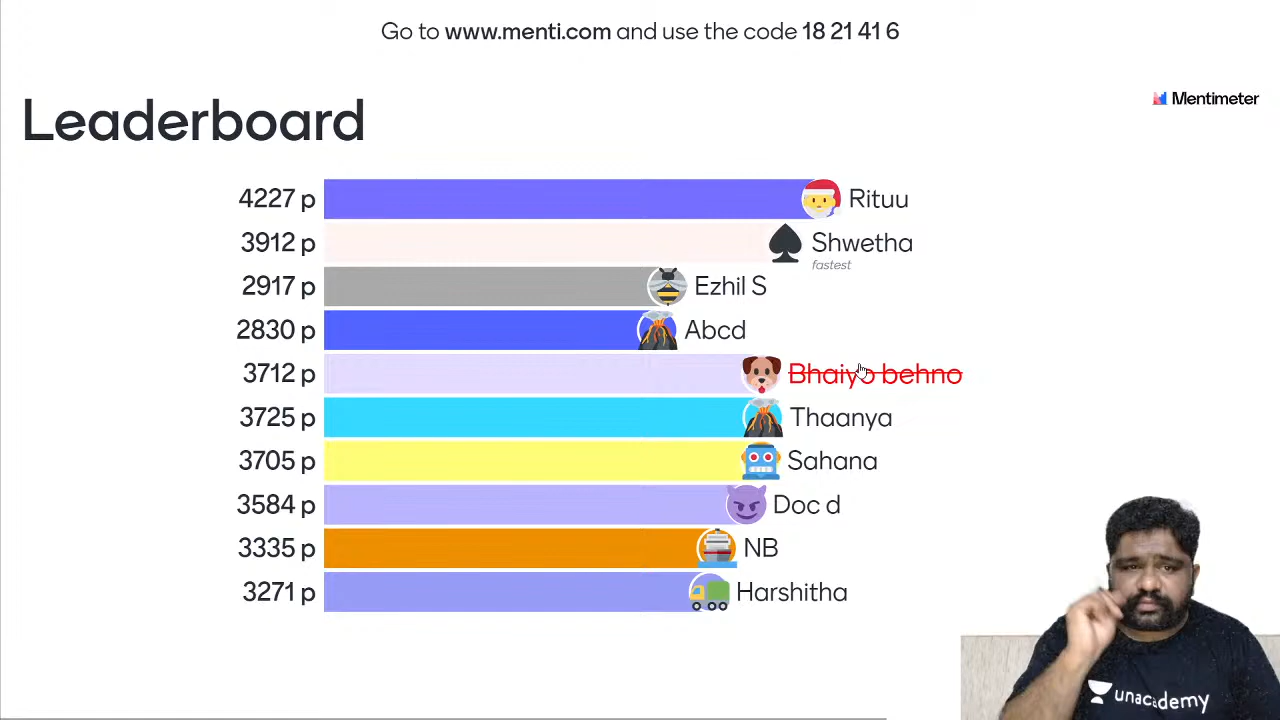 Go to www.menti.com and use the code 18 21 41 6
Leaderboard
Mentimeter
4227 p Rituu
3912 p Shwetha
fastest
2917 p Ezhil S
2830 p Abcd
3712 p Bhaiyo behno
3725 p Thaanya
3705 p Sahana
3584 p Doc d
3335 p NB
3271 p Harshitha
unacademy